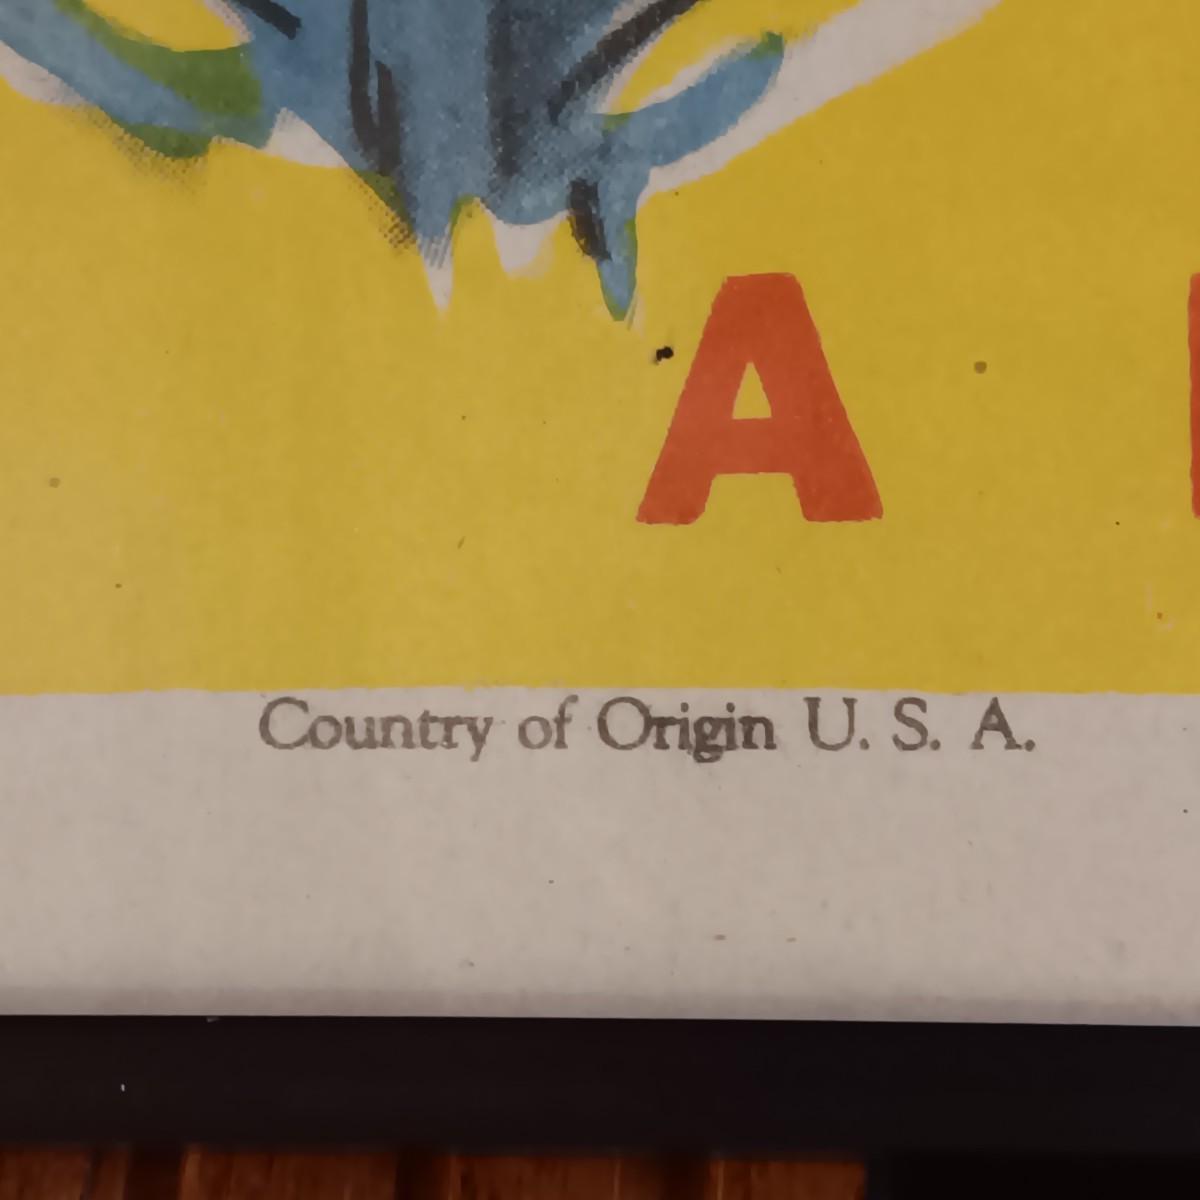 A
Country of Origin U. S. A.